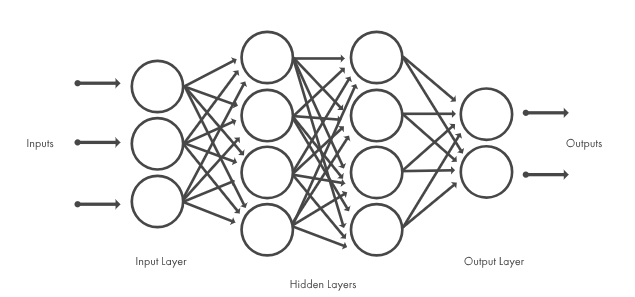 Inputs
Outputs
Input Layer
Output Layer
Hidden Layers